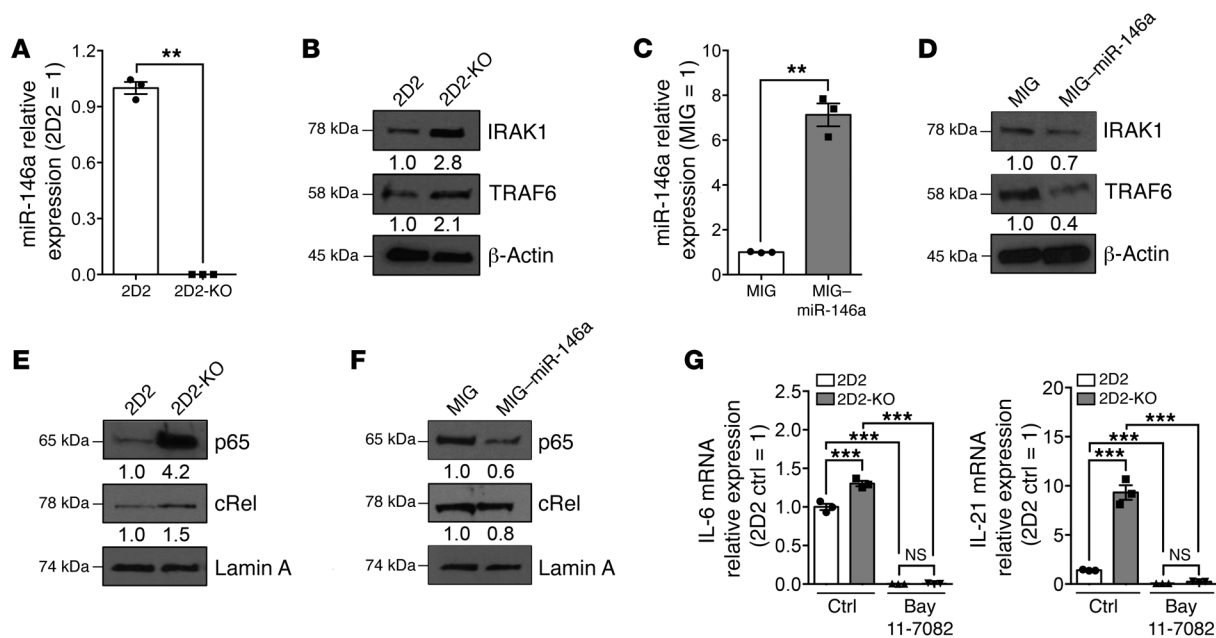 A
miR-146a relative
expression (2D2 = 1)
1.2
0.9
0.6
0.3
0.0
**
2D2
2D2-KO
B
2D2
2D2-KO
78 kDa
IRAK1
1.0 2.8
58 kDa
TRAF6
1.0 2.1
45 kDa
β-Actin
C
miR-146a relative
expression (MIG = 1)
10
8
6
4
2
0
**
MIG
MIG–
miR-146a
D
MIG
MIG–miR-146a
78 kDa
IRAK1
1.0 0.7
58 kDa
TRAF6
1.0 0.4
45 kDa
β-Actin
E
2D2
2D2-KO
65 kDa
p65
1.0 4.2
78 kDa
cRel
1.0 1.5
74 kDa
Lamin A
F
MIG
MIG–miR-146a
65 kDa
p65
1.0 0.6
78 kDa
cRel
1.0 0.8
74 kDa
Lamin A
G
2D2
2D2-KO
IL-6 mRNA
relative expression
(2D2 ctrl = 1)
2.5
2.0
1.5
1.0
0.5
0.0
***
***
***
NS
Ctrl
Bay
11-7082
2D2
2D2-KO
IL-21 mRNA
relative expression
(2D2 ctrl = 1)
20
15
10
5
0
***
***
***
NS
Ctrl
Bay
11-7082